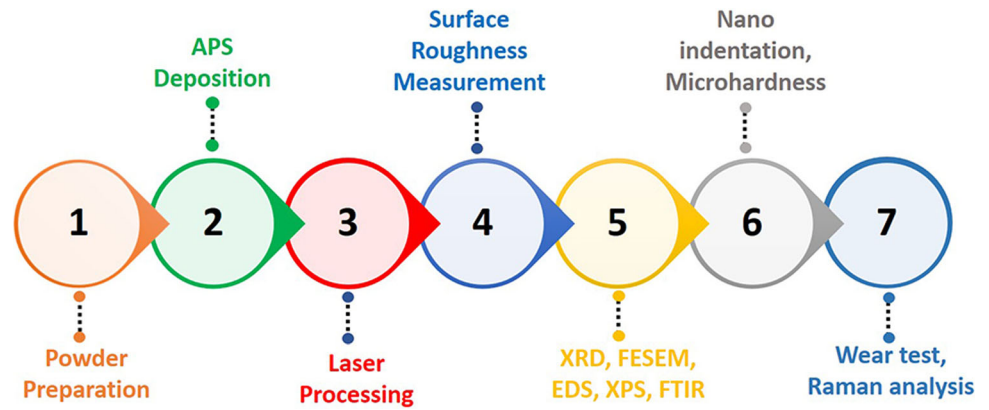 1
Powder
Preparation
2
APS
Deposition
3
Laser
Processing
4
Surface
Roughness
Measurement
5
XRD, FESEM,
EDS, XPS, FTIR
6
Nano
indentation,
Microhardness
7
Wear test,
Raman analysis